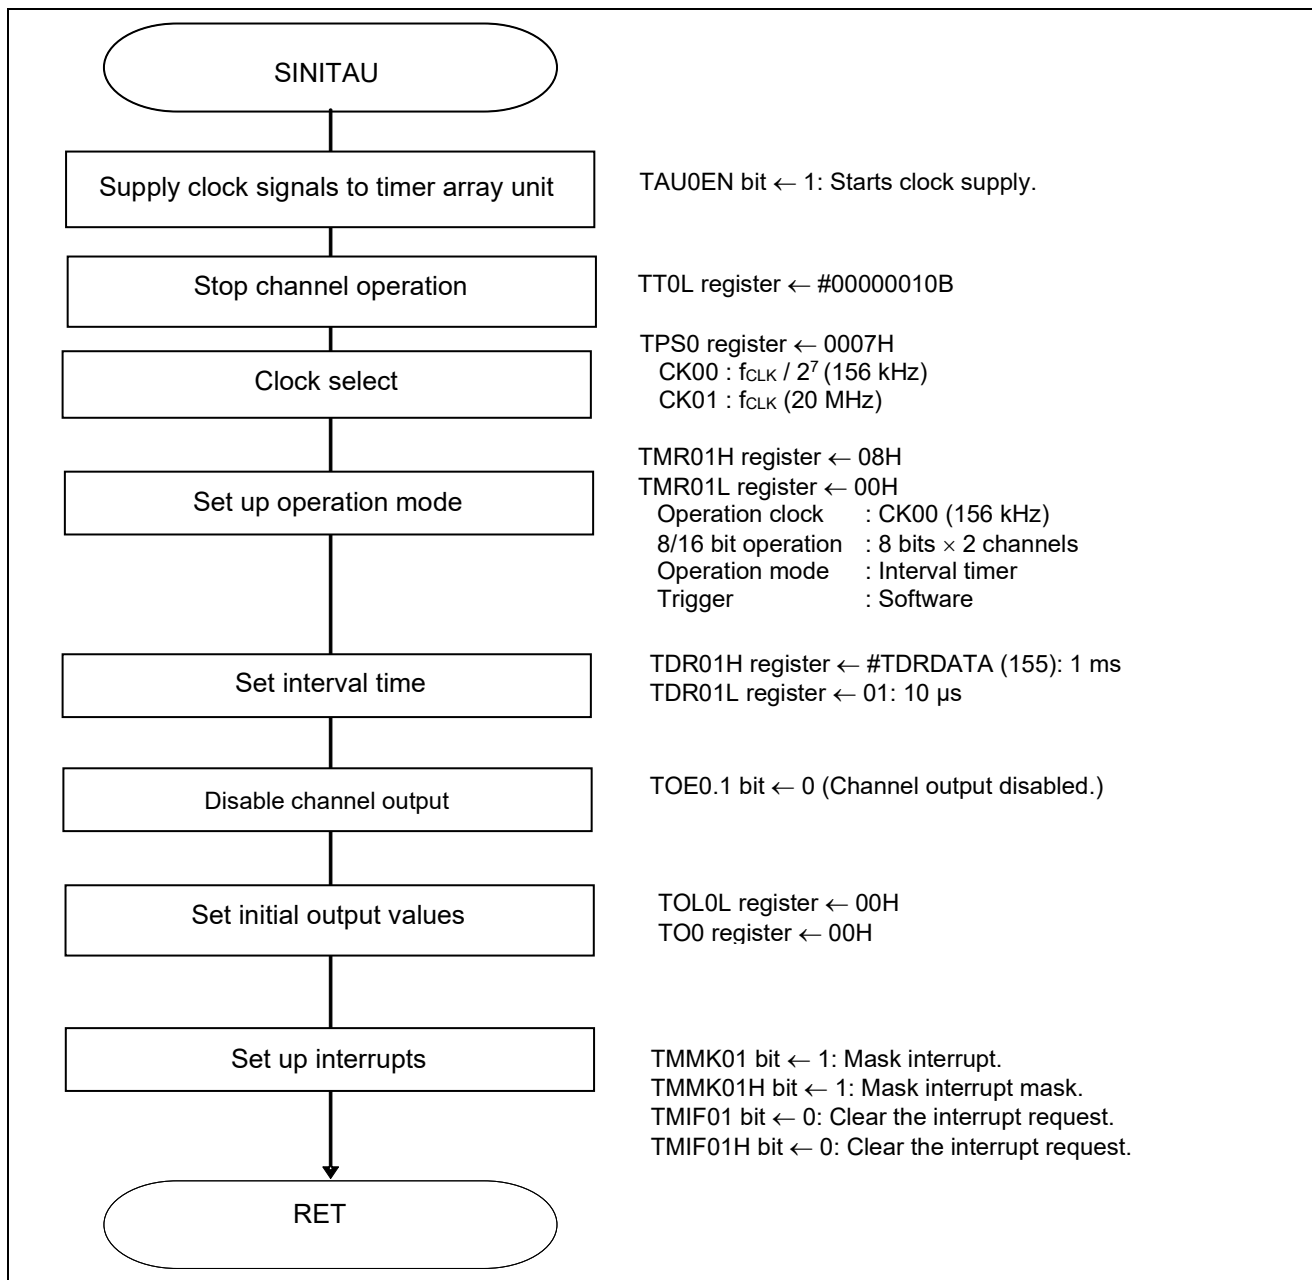 SINITAU
Supply clock signals to timer array unit
TAU0EN bit ← 1: Starts clock supply.
Stop channel operation
TT0L register ← #00000010B
Clock select
TPS0 register ← 0007H
CK00 : fCLK / 2⁷ (156 kHz)
CK01 : fCLK (20 MHz)
Set up operation mode
TMR01H register ← 08H
TMR01L register ← 00H
Operation clock : CK00 (156 kHz)
8/16 bit operation : 8 bits × 2 channels
Operation mode : Interval timer
Trigger : Software
Set interval time
TDR01H register ← #TDRDATA (155): 1 ms
TDR01L register ← 01: 10 µs
Disable channel output
TOE0.1 bit ← 0 (Channel output disabled.)
Set initial output values
TOL0L register ← 00H
TO0 register ← 00H
Set up interrupts
TMMK01 bit ← 1: Mask interrupt.
TMMK01H bit ← 1: Mask interrupt mask.
TMIF01 bit ← 0: Clear the interrupt request.
TMIF01H bit ← 0: Clear the interrupt request.
RET